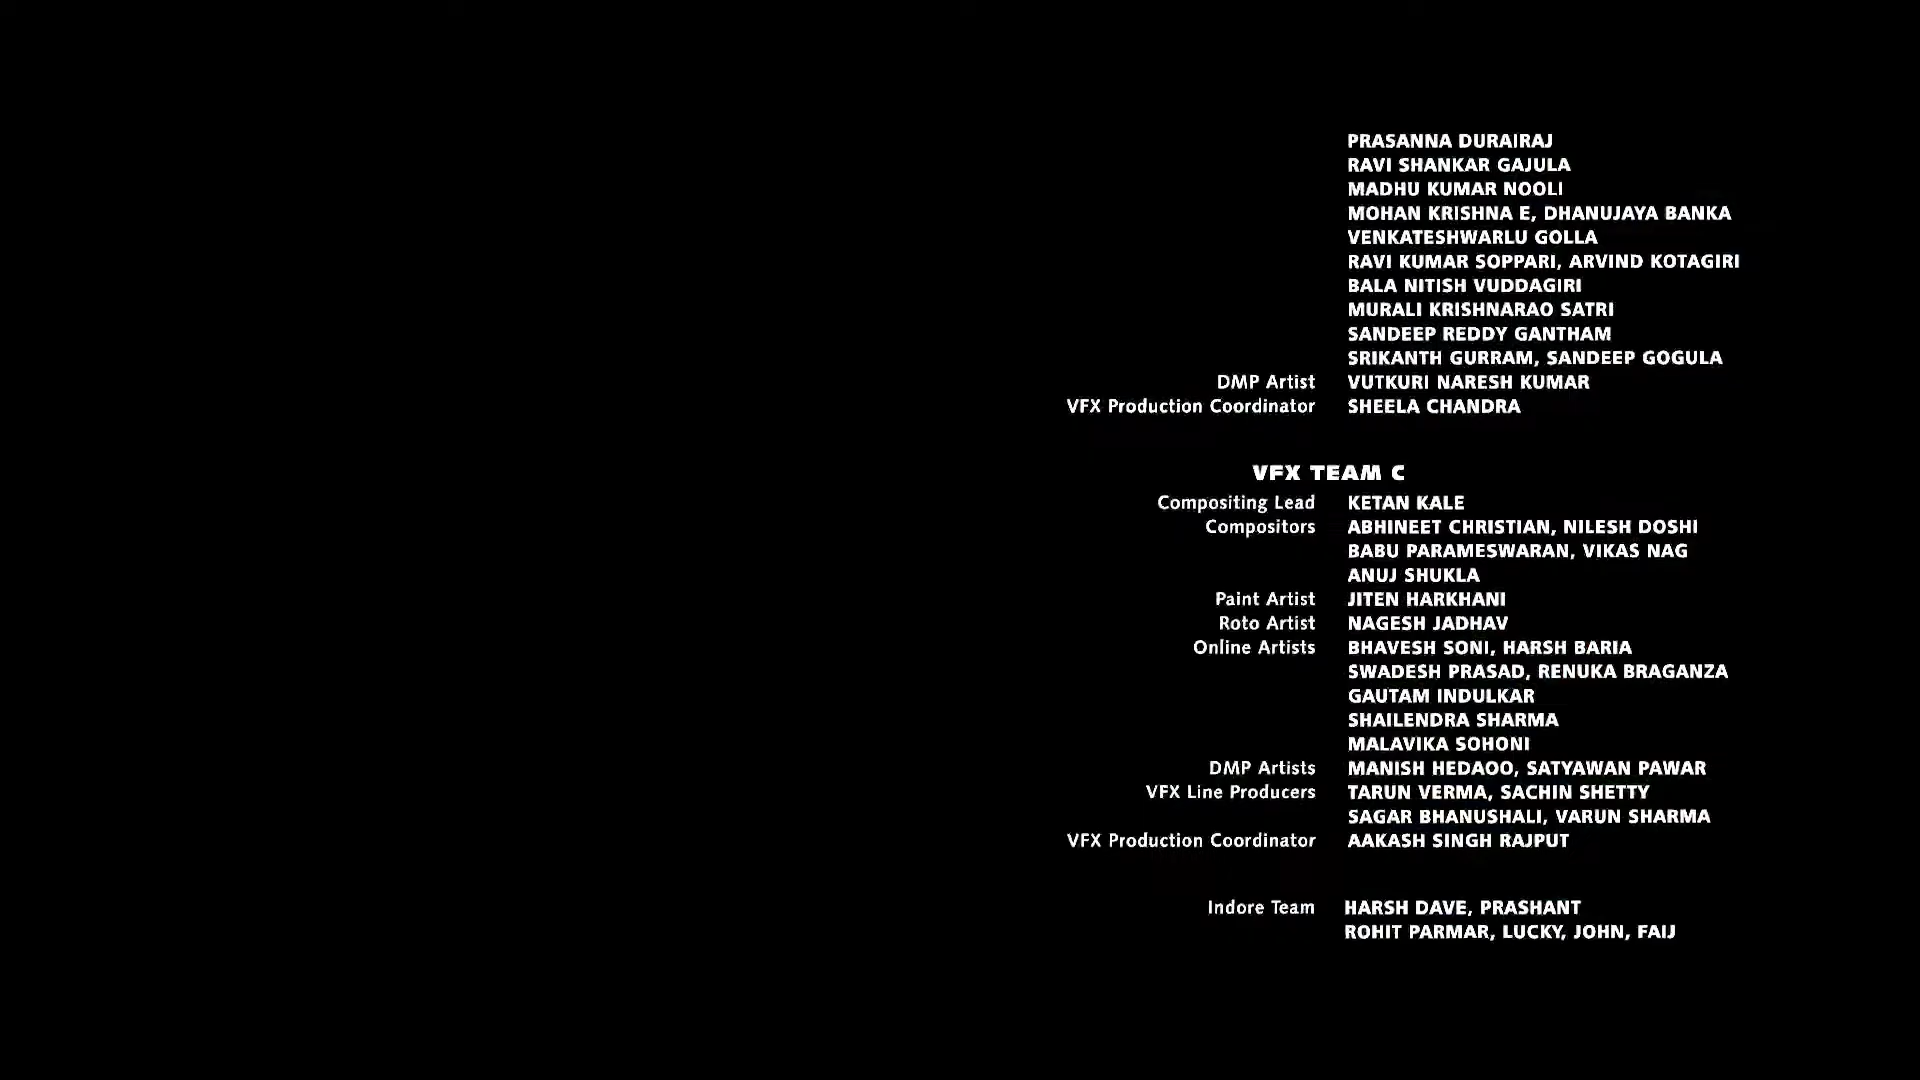 PRASANNA DURAIRAJ
RAVI SHANKAR GAJULA
MADHU KUMAR NOOLI
MOHAN KRISHNA E, DHANUJAYA BANKA
VENKATESHWARLU GOLLA
RAVI KUMAR SOPPARI, ARVIND KOTAGIRI
BALA NITISH VUDDAGIRI
MURALI KRISHNARAO SATRI
SANDEEP REDDY GANTHAM
SRIKANTH GURRAM, SANDEEP GOGULA
DMP Artist VUTKURI NARESH KUMAR
VFX Production Coordinator SHEELA CHANDRA
VFX TEAM C
Compositing Lead KETAN KALE
Compositors ABHINEET CHRISTIAN, NILESH DOSHI
BABU PARAMESWARAN, VIKAS NAG
ANUJ SHUKLA
Paint Artist JITEN HARKHANI
Roto Artist NAGESH JADHAV
Online Artists BHAVESH SONI, HARSH BARIA
SWADESH PRASAD, RENUKA BRAGANZA
GAUTAM INDULKAR
SHAILENDRA SHARMA
MALAVIKA SOHONI
DMP Artists MANISH HEDAOO, SATYAWAN PAWAR
VFX Line Producers TARUN VERMA, SACHIN SHETTY
SAGAR BHANUSHALI, VARUN SHARMA
VFX Production Coordinator AAKASH SINGH RAJPUT
Indore Team HARSH DAVE, PRASHANT
ROHIT PARMAR, LUCKY, JOHN, FAIJ